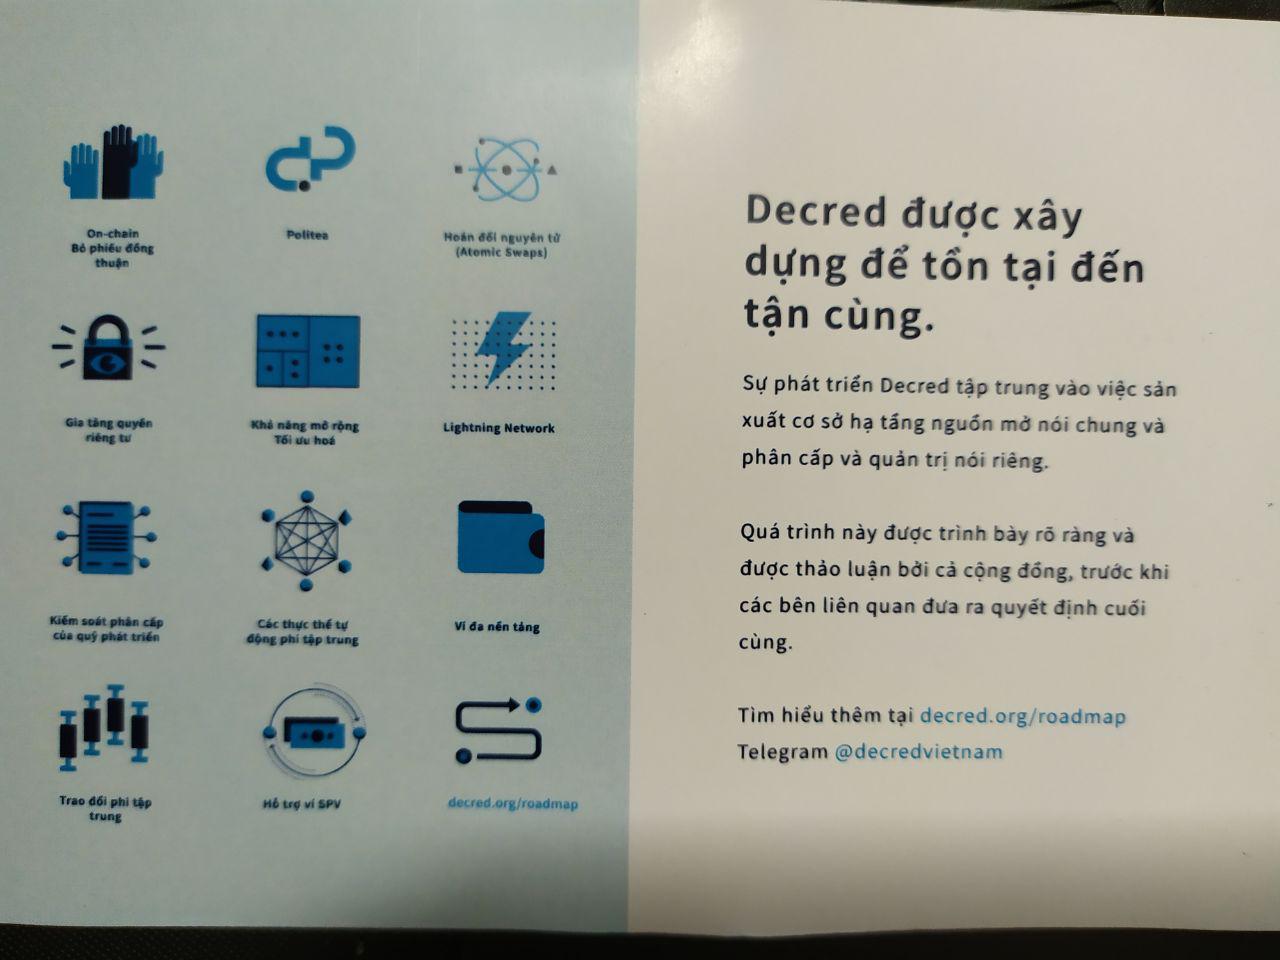 On-chain
Bỏ phiếu đồng
thuận
Politea
Hoán đổi nguyên tử
(Atomic Swaps)
Gia tăng quyền
riêng tư
Khả năng mở rộng
Tối ưu hoá
Lightning Network
Kiểm soát phân cấp
của quỹ phát triển
Các thực thể tự
động phi tập trung
Ví đa nền tảng
Trao đổi phi tập
trung
Hỗ trợ ví SPV
decred.org/roadmap
Decred được xây
dựng để tồn tại đến
tận cùng.
Sự phát triển Decred tập trung vào việc sản
xuất cơ sở hạ tầng nguồn mở nói chung và
phân cấp và quản trị nói riêng.
Quá trình này được trình bày rõ ràng và
được thảo luận bởi cả cộng đồng, trước khi
các bên liên quan đưa ra quyết định cuối
cùng.
Tìm hiểu thêm tại decred.org/roadmap
Telegram @decredvietnam